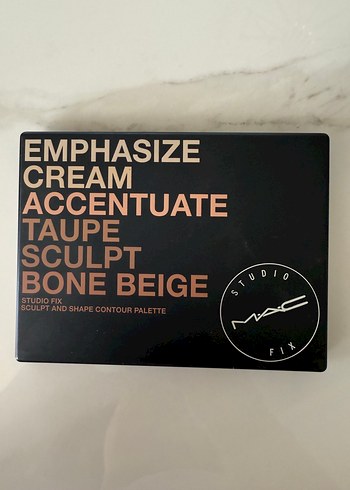 EMPHASIZE
CREAM
ACCENTUATE
TAUPE
SCULPT
BONE BEIGE
STUDIO FIX
SCULPT AND SHAPE CONTOUR PALETTE
STUDIO
MAC
FIX